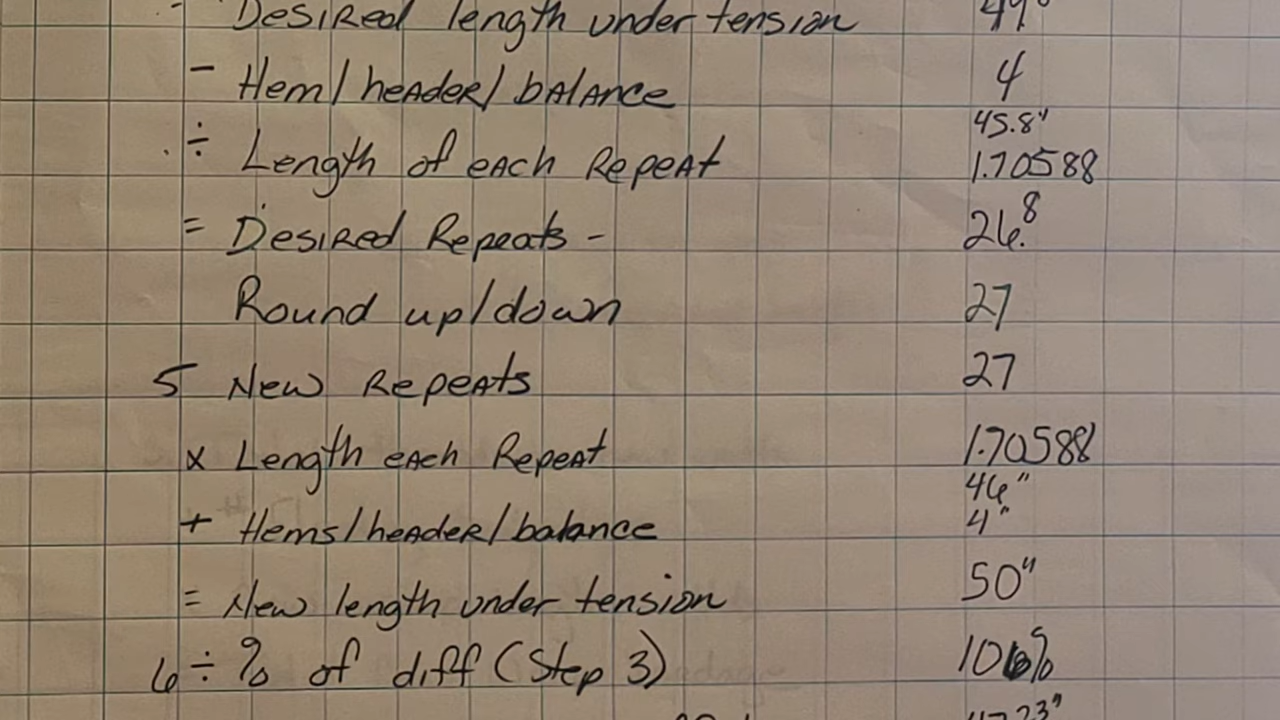 Desired length under tension 49.8
- Hem/header/balance 4
45.8"
÷ Length of each Repeat 1.70588
= Desired Repeats - 26.8
Round up/down 27
5 New Repeats 27
x Length each Repeat 1.70588
46"
+ Hems/header/balance 4"
= New length under tension 50"
6 ÷ % of diff (Step 3) 106%